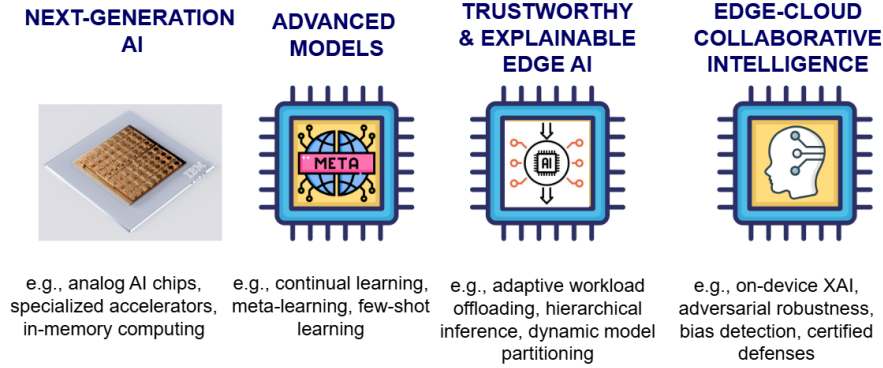 NEXT-GENERATION
AI
ADVANCED
MODELS
TRUSTWORTHY
& EXPLAINABLE
EDGE AI
EDGE-CLOUD
COLLABORATIVE
INTELLIGENCE
IBM
META
AI
e.g., analog AI chips,
specialized accelerators,
in-memory computing
e.g., continual learning,
meta-learning, few-shot
learning
e.g., adaptive workload
offloading, hierarchical
inference, dynamic model
partitioning
e.g., on-device XAI,
adversarial robustness,
bias detection, certified
defenses